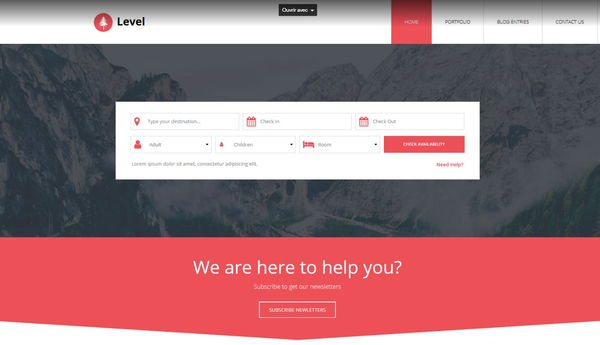 Ouvrir avec
Level
HOME
PORTFOLIO
BLOG ENTRIES
CONTACT US
Type your destination...
Check In
Check Out
Adult
Children
Room
CHECK AVAILABILITY
Lorem ipsum dolor sit amet, consectetur adipiscing elit.
Need Help?
We are here to help you?
Subscribe to get our newsletters
SUBSCRIBE NEWLETTERS